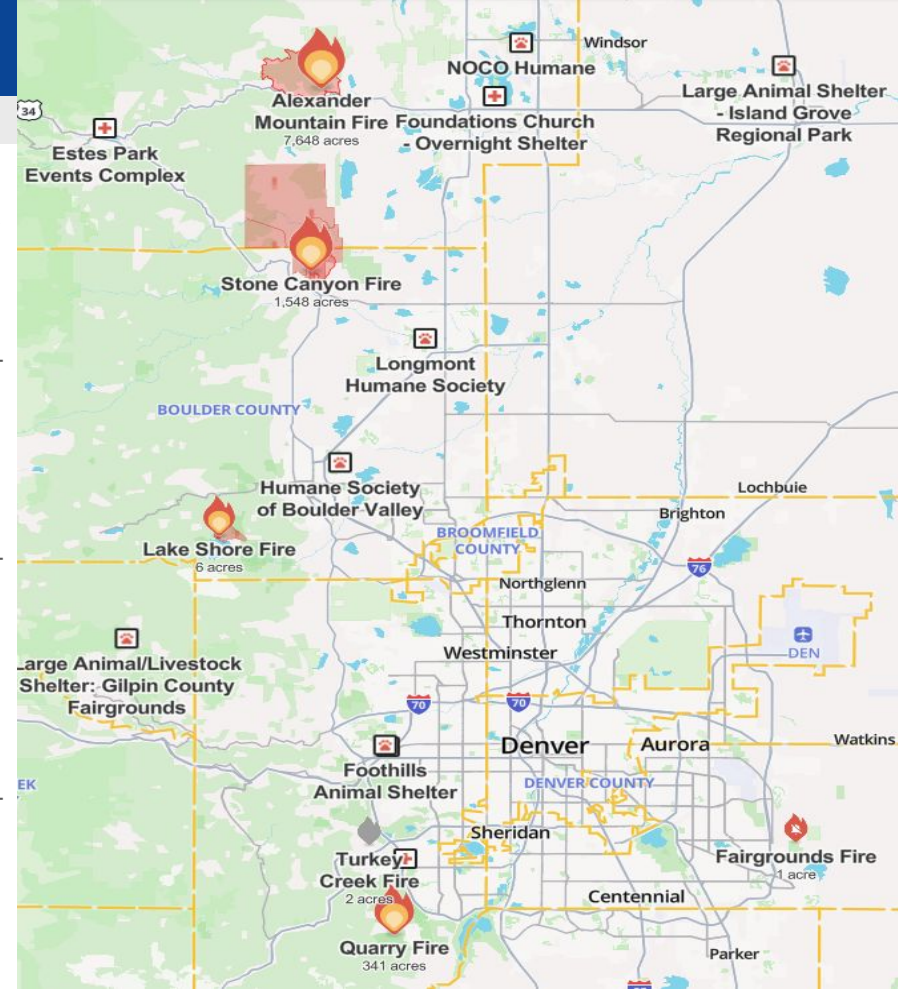 Windsor
NOCO Humane
Alexander
Mountain Fire
7,648 acres
34
Foundations Church
- Overnight Shelter
Large Animal Shelter
- Island Grove
Regional Park
Estes Park
Events Complex
Stone Canyon Fire
1,548 acres
Longmont
Humane Society
BOULDER COUNTY
Humane Society
of Boulder Valley
Lochbuie
Brighton
BROOMFIELD
COUNTY
Lake Shore Fire
6 acres
76
Northglenn
Thornton
Westminster
DEN
Large Animal/Livestock
Shelter: Gilpin County
Fairgrounds
70
70
Denver
Aurora
Watkins
Foothills
Animal Shelter
EK
DENVER COUNTY
Sheridan
Turkey
Creek Fire
2 acres
Fairgrounds Fire
1 acre
Centennial
Quarry Fire
341 acres
Parker